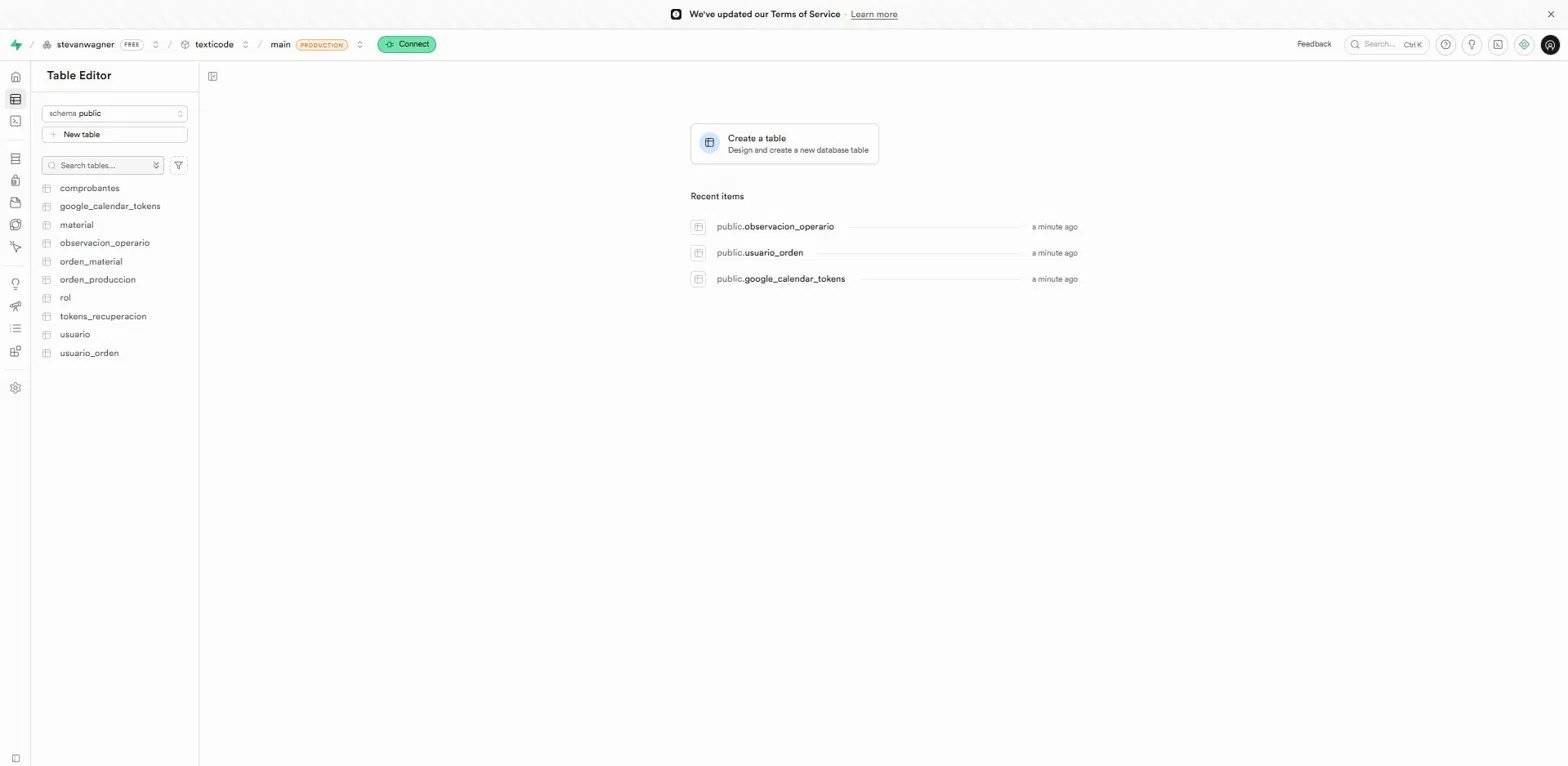 We've updated our Terms of Service · Learn more
stevanwagner FREE / texticode / main PRODUCTION Connect Feedback Search... Ctrl K
Table Editor
schema public
New table
Search tables...
comprobantes
google_calendar_tokens
material
observacion_operario
orden_material
orden_produccion
rol
tokens_recuperacion
usuario
usuario_orden
Create a table
Design and create a new database table
Recent items
public.observacion_operario a minute ago
public.usuario_orden a minute ago
public.google_calendar_tokens a minute ago